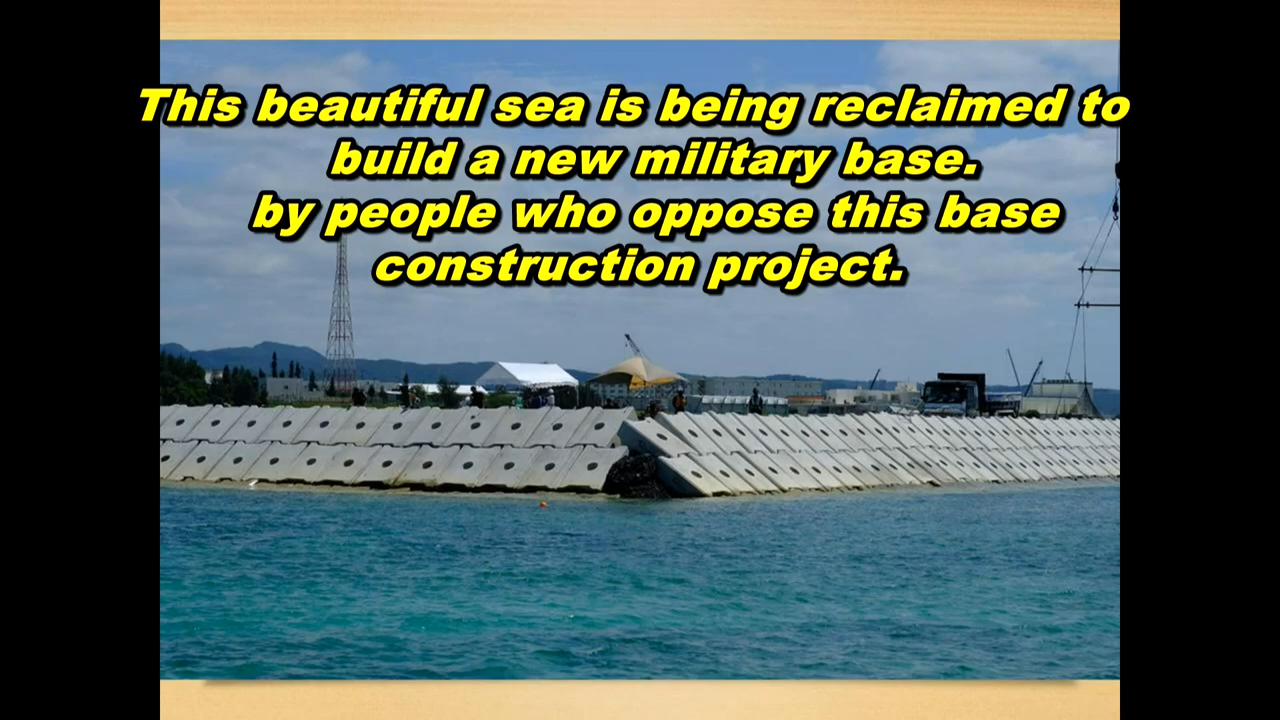 This beautiful sea is being reclaimed to
build a new military base.
by people who oppose this base
construction project.